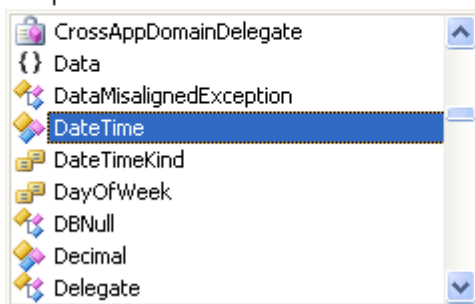 CrossAppDomainDelegate
{} Data
DataMisalignedException
DateTime
DateTimeKind
DayOfWeek
DBNull
Decimal
Delegate